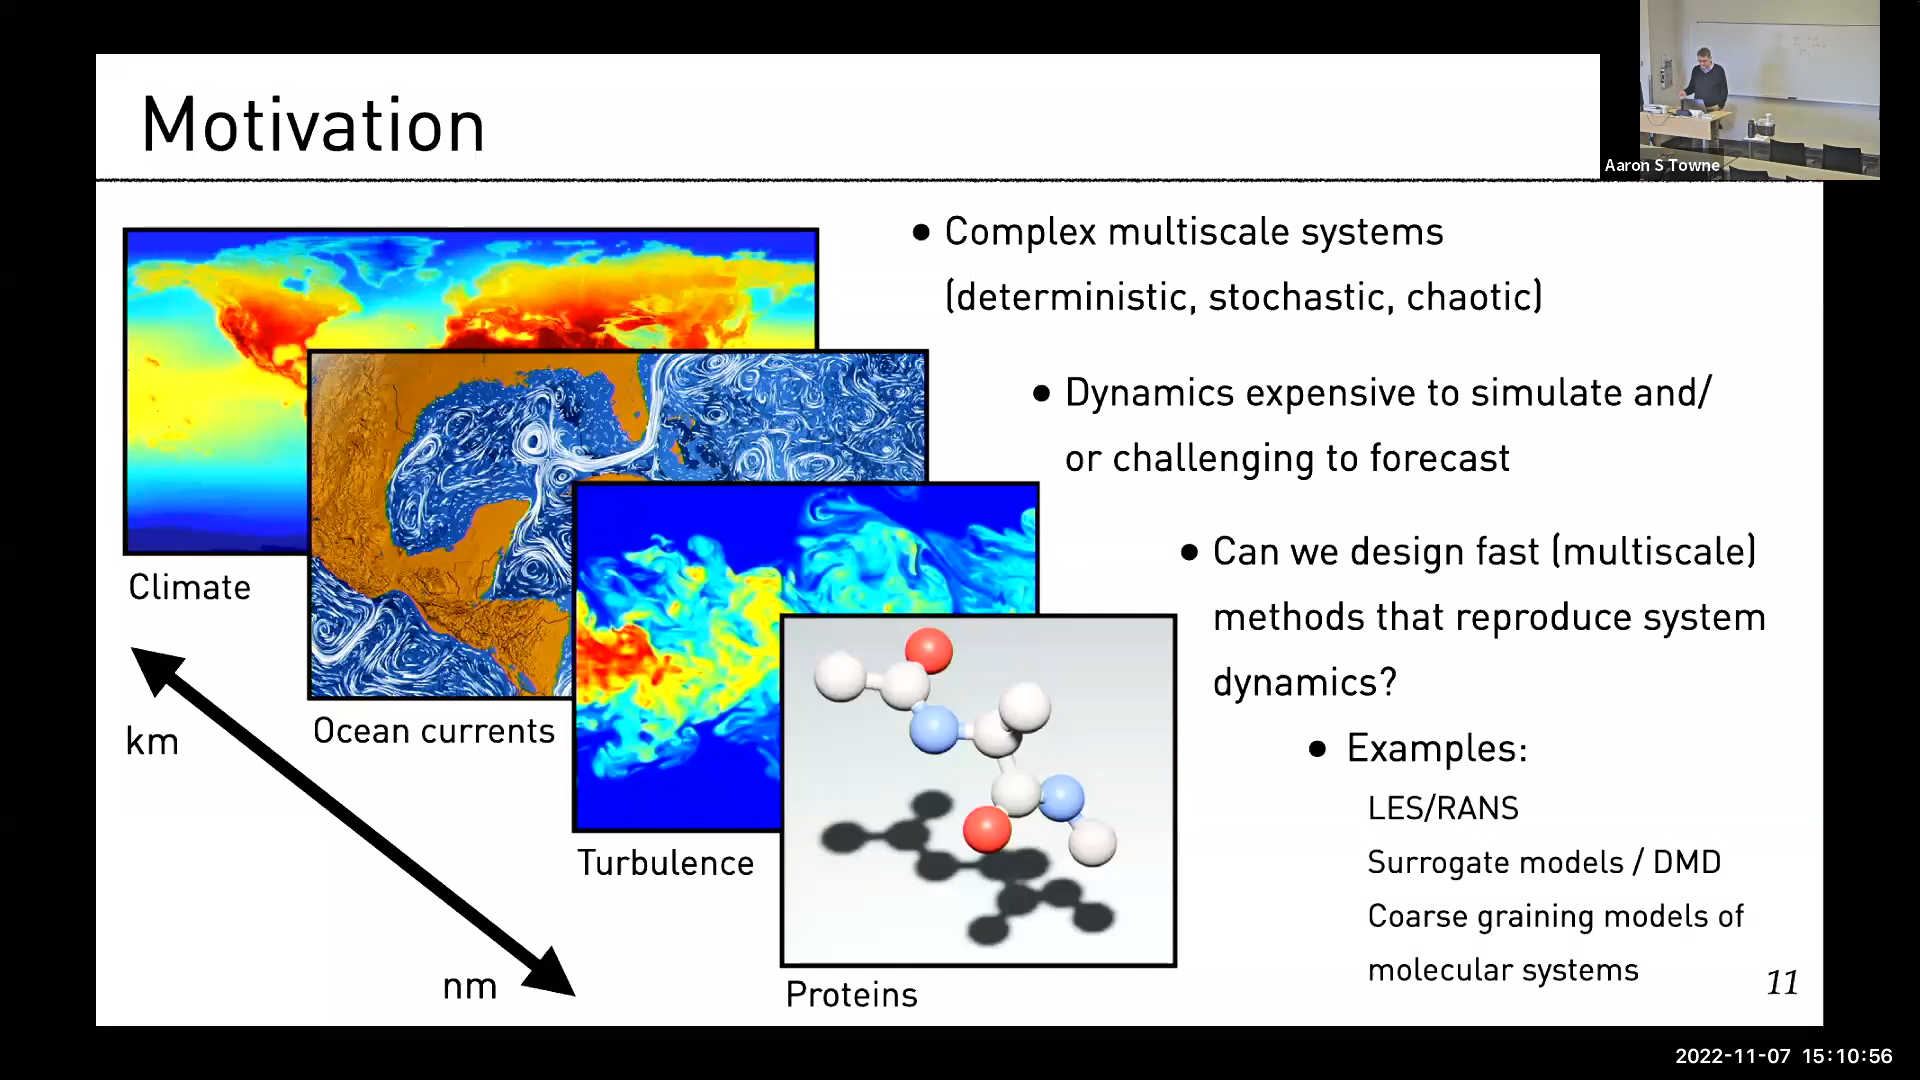 Motivation
Aaron S Towne
• Complex multiscale systems
(deterministic, stochastic, chaotic)
• Dynamics expensive to simulate and/
or challenging to forecast
• Can we design fast (multiscale)
methods that reproduce system
dynamics?
• Examples:
LES/RANS
Surrogate models / DMD
Coarse graining models of
molecular systems
Climate
Ocean currents
Turbulence
Proteins
km
nm
11
2022-11-07 15:10:56